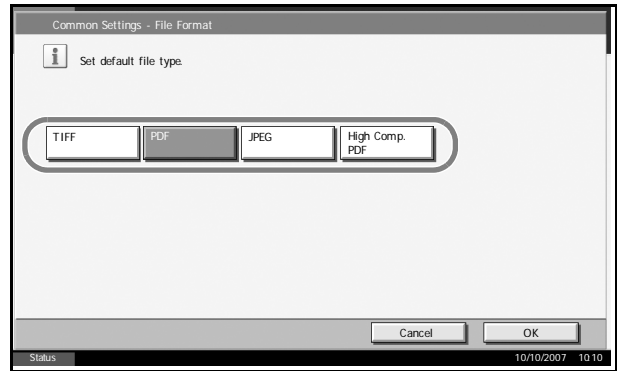 Common Settings - File Format
Set default file type.
TIFF
PDF
JPEG
High Comp.
PDF
Cancel
OK
Status
10/10/2007 10:10